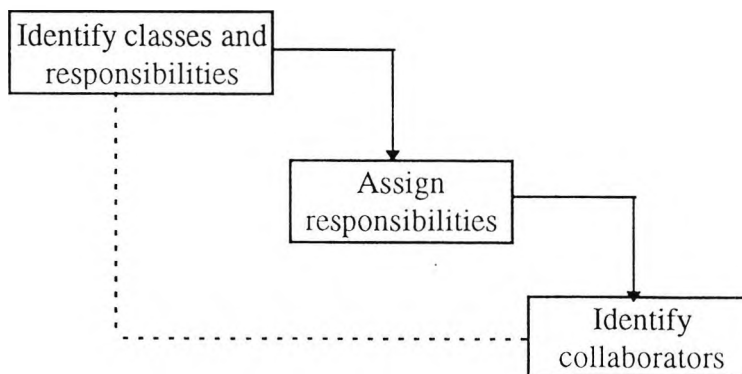 Identify classes and
responsibilities
Assign
responsibilities
Identify
collaborators